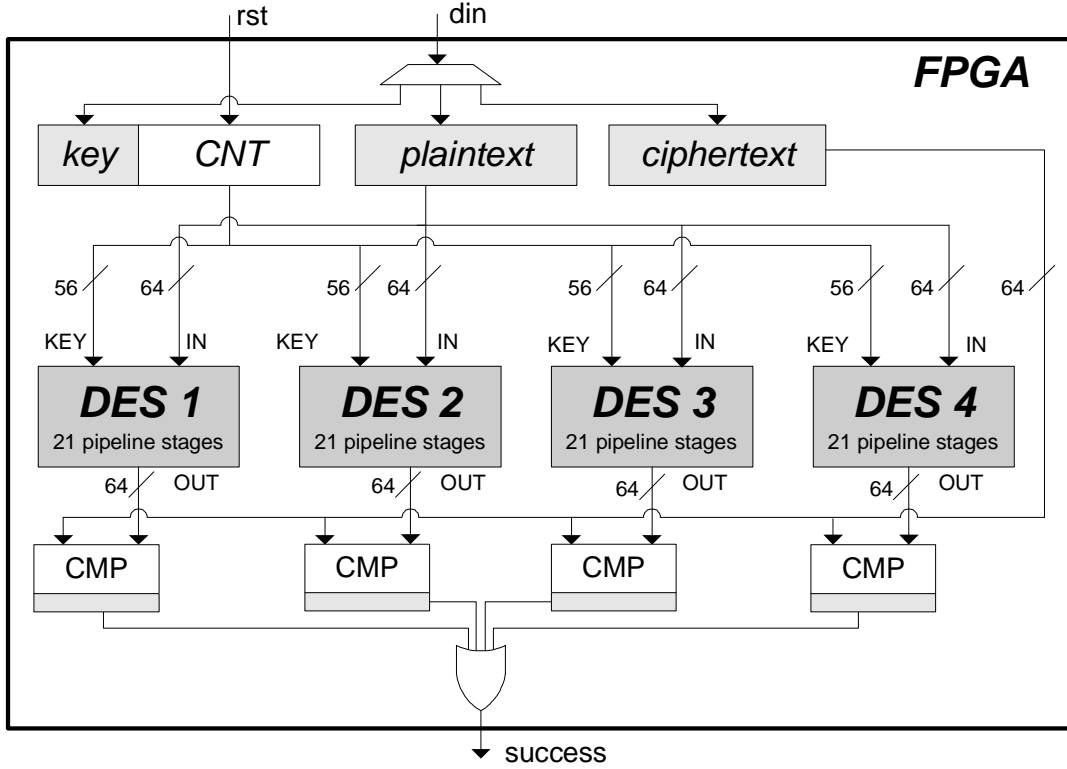 rst
din
FPGA
key
CNT
plaintext
ciphertext
56
64
56
64
56
64
56
64
64
KEY
IN
KEY
IN
KEY
IN
KEY
IN
DES 1
21 pipeline stages
DES 2
21 pipeline stages
DES 3
21 pipeline stages
DES 4
21 pipeline stages
64
OUT
64
OUT
64
OUT
64
OUT
CMP
CMP
CMP
CMP
success